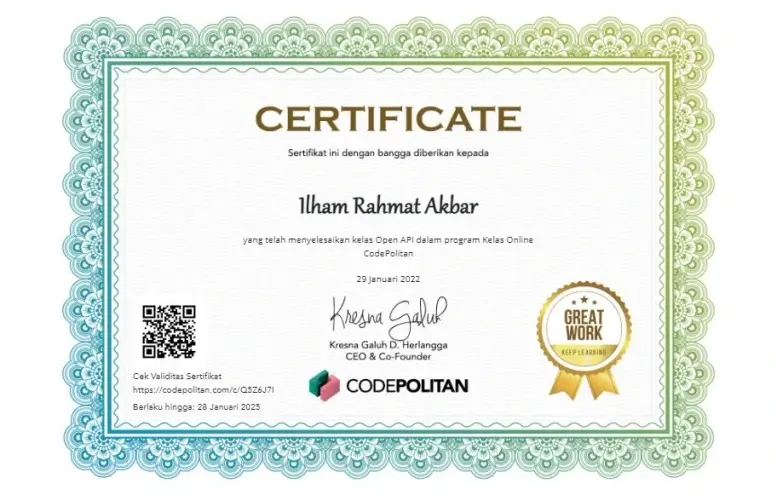 CERTIFICATE
Sertifikat ini dengan bangga diberikan kepada
Ilham Rahmat Akbar
yang telah menyelesaikan kelas Open API dalam program Kelas Online
CodePolitan
29 Januari 2022
Kresna Galuh
Kresna Galuh D. Herlangga
CEO & Co-Founder
CODEPOLITAN
Cek Validitas Sertifikat
https://codepolitan.com/c/Q5Z6J7I
Berlaku hingga: 28 Januari 2025
GREAT
WORK
KEEP LEARNING